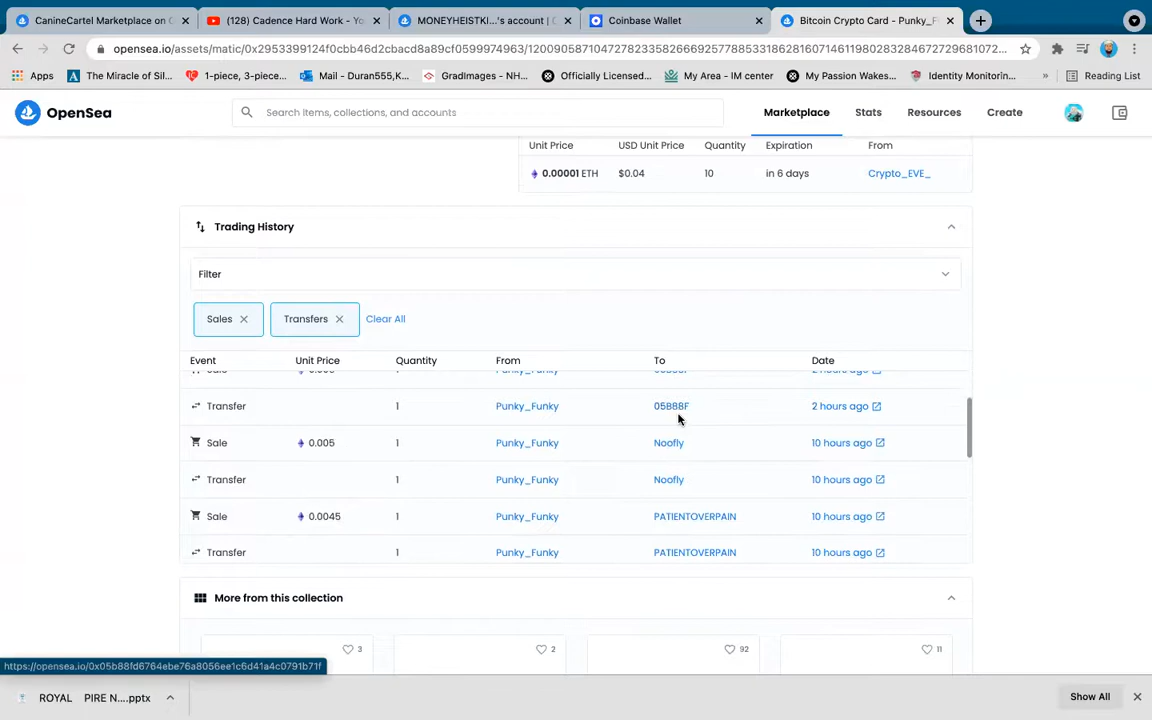 CanineCartel Marketplace on O
(128) Cadence Hard Work - Yo
MONEYHEISTKI...'s account | O
Coinbase Wallet
Bitcoin Crypto Card - Punky_F
opensea.io/assets/matic/0x2953399124f0cbb46d2cbacd8a89cf0599974963/
Apps
The Miracle of Sil...
1-piece, 3-piece...
Mail - Duran555,K...
GradImages - NH...
Officially Licensed...
My Area - IM center
My Passion Wakes...
Identity Monitorin...
»
Reading List
OpenSea
Search items, collections, and accounts
Marketplace
Stats
Resources
Create
Unit Price USD Unit Price Quantity Expiration From
0.00001 ETH $0.04 10 in 6 days Crypto_EVE_
Trading History
Filter
Sales
Transfers
Clear All
Event Unit Price Quantity From To Date
Transfer 1 Punky_Funky 05B88F 2 hours ago
Sale 0.005 1 Punky_Funky Noofly 10 hours ago
Transfer 1 Punky_Funky Noofly 10 hours ago
Sale 0.0045 1 Punky_Funky PATIENTOVERPAIN 10 hours ago
Transfer 1 Punky_Funky PATIENTOVERPAIN 10 hours ago
More from this collection
3
2
92
11
https://opensea.io/0x05b88fd6764ebe76a8056ee1c6d41a4c0791b71f
ROYAL PIRE N....pptx
Show All